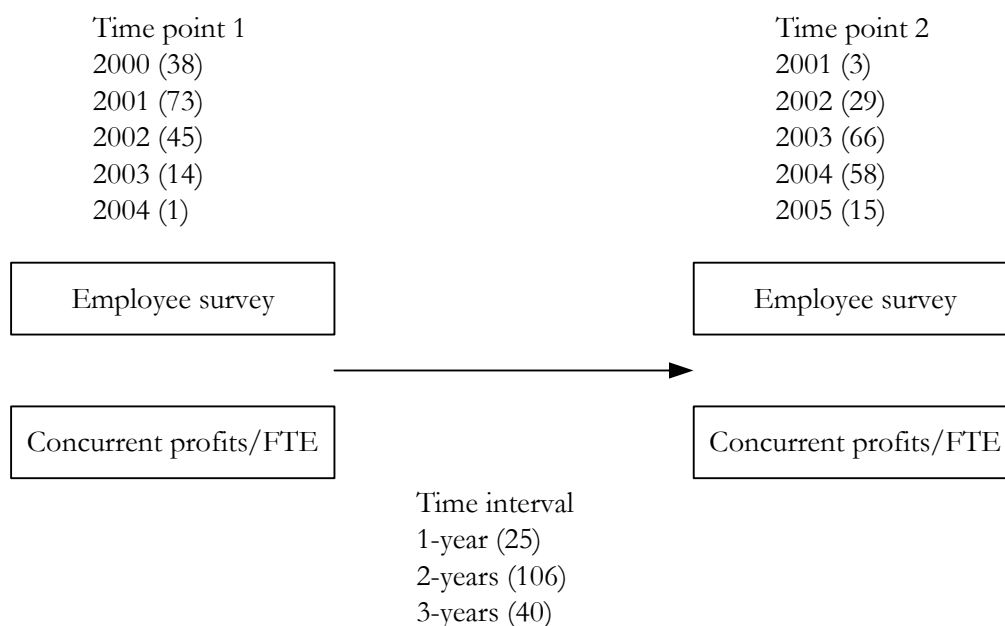 Time point 1
2000 (38)
2001 (73)
2002 (45)
2003 (14)
2004 (1)
Time point 2
2001 (3)
2002 (29)
2003 (66)
2004 (58)
2005 (15)
Employee survey
Employee survey
Concurrent profits/FTE
Concurrent profits/FTE
Time interval
1-year (25)
2-years (106)
3-years (40)